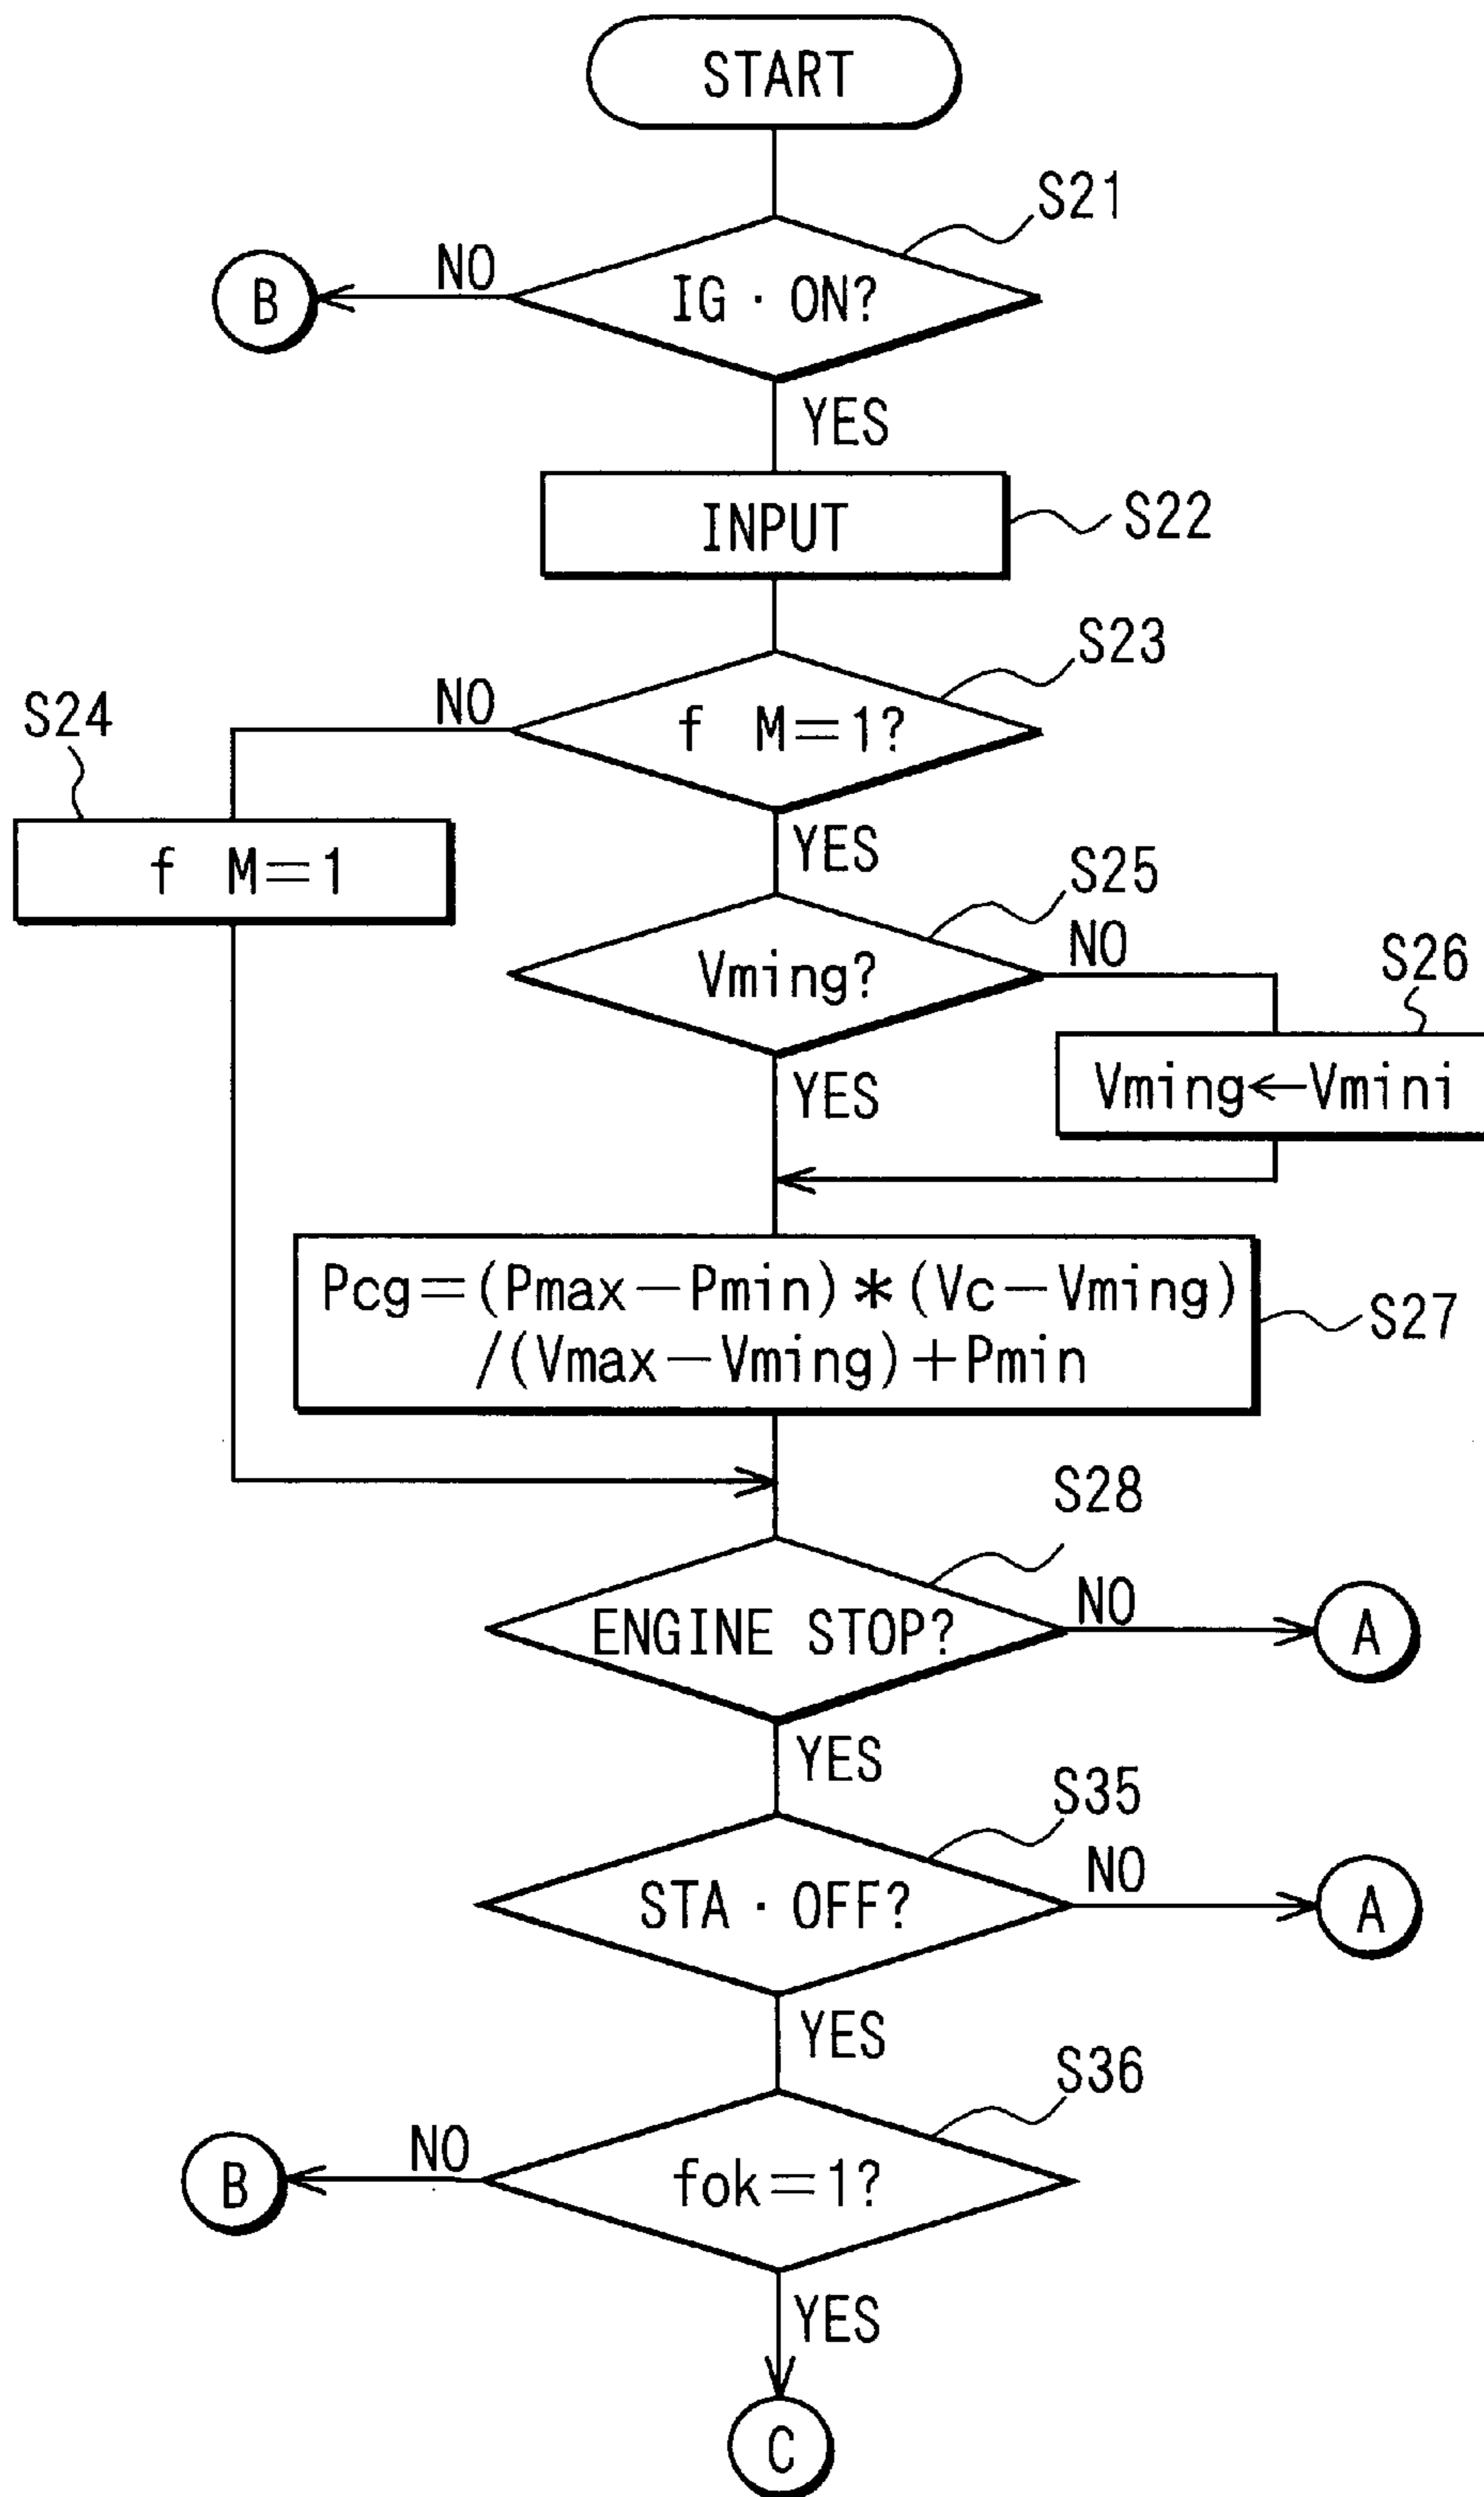 START
S21
NO
B
IG・ON?
YES
INPUT
S22
S23
NO
S24
f M=1?
f M=1
YES
S25
NO
S26
Vming?
Vming←Vmini
YES
Pcg=(Pmax-Pmin)*(Vc-Vming)
/(Vmax-Vming)+Pmin
S27
S28
NO
ENGINE STOP?
A
YES
S35
NO
STA・OFF?
A
YES
S36
NO
B
fok=1?
YES
C